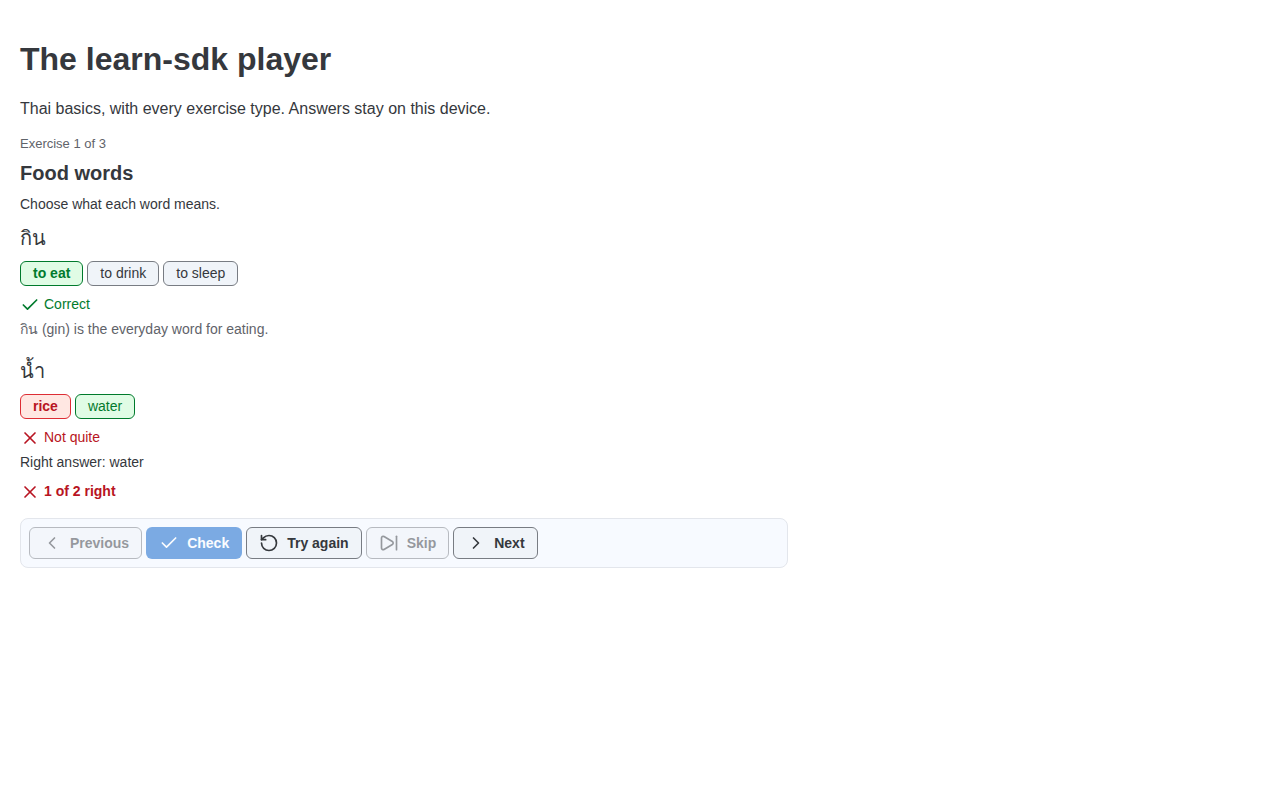 The learn-sdk player
Thai basics, with every exercise type. Answers stay on this device.
Exercise 1 of 3
Food words
Choose what each word means.
กิน
to eat to drink to sleep
Correct
กิน (gin) is the everyday word for eating.
น้ำ
rice water
Not quite
Right answer: water
1 of 2 right
Previous Check Try again Skip Next